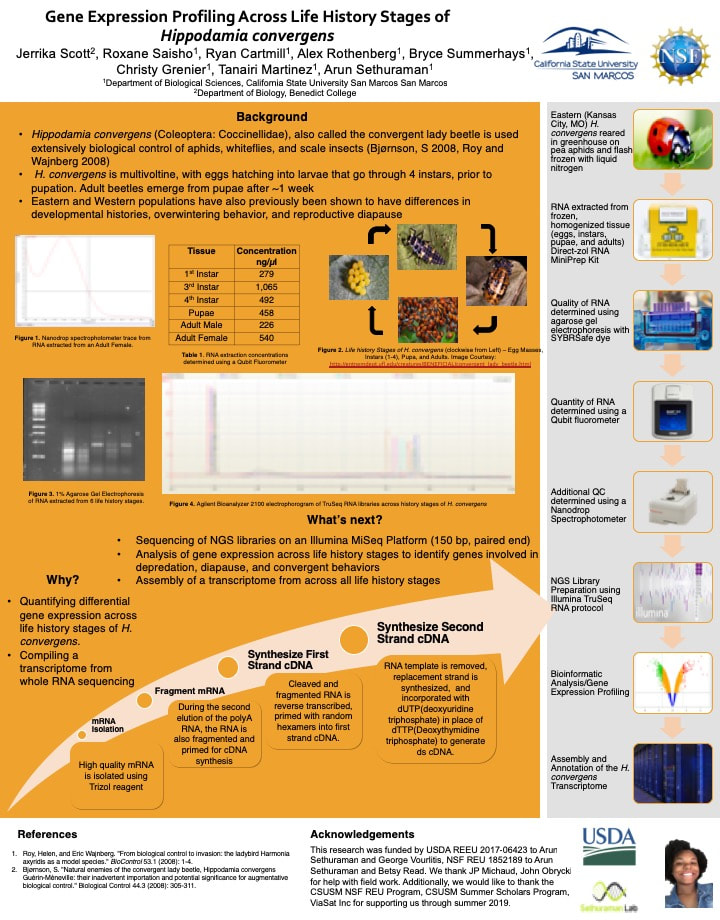 Gene Expression Profiling Across Life History Stages of
Hippodamia convergens
Jerrika Scott², Roxane Saisho¹, Ryan Cartmill¹, Alex Rothenberg¹, Bryce Summerhays¹,
Christy Grenier¹, Tanairi Martinez¹, Arun Sethuraman¹
¹Department of Biological Sciences, California State University San Marcos San Marcos
²Department of Biology, Benedict College
California State University
SAN MARCOS
NSF
Background
• Hippodamia convergens (Coleoptera: Coccinellidae), also called the convergent lady beetle is used
extensively biological control of aphids, whiteflies, and scale insects (Bjørnson, S 2008, Roy and
Wajnberg 2008)
• H. convergens is multivoltine, with eggs hatching into larvae that go through 4 instars, prior to
pupation. Adult beetles emerge from pupae after ~1 week
• Eastern and Western populations have also previously been shown to have differences in
developmental histories, overwintering behavior, and reproductive diapause
Figure 1. Nanodrop spectrophotometer trace from
RNA extracted from an Adult Female.
Tissue Concentration
ng/µl
1st Instar 279
3rd Instar 1,065
4th Instar 492
Pupae 458
Adult Male 226
Adult Female 540
Table 1. RNA extraction concentrations
determined using a Qubit Fluorometer
Figure 2. Life history Stages of H. convergens (clockwise from Left) – Egg Masses,
Instars (1-4), Pupa, and Adults. Image Courtesy:
http://entnemdept.ufl.edu/creatures/BENEFICIAL/convergent_lady_beetle.html
Figure 3. 1% Agarose Gel Electrophoresis
of RNA extracted from 6 life history stages.
Figure 4. Agilent Bioanalyzer 2100 electrophorogram of TruSeq RNA libraries across history stages of H. convergens
What's next?
• Sequencing of NGS libraries on an Illumina MiSeq Platform (150 bp, paired end)
• Analysis of gene expression across life history stages to identify genes involved in
depredation, diapause, and convergent behaviors
• Assembly of a transcriptome from across all life history stages
Why?
• Quantifying differential
gene expression across
life history stages of H.
convergens.
• Compiling a
transcriptome from
whole RNA sequencing
mRNA
Isolation
High quality mRNA
is isolated using
Trizol reagent
Fragment mRNA
During the second
elution of the polyA
RNA, the RNA is
also fragmented and
primed for cDNA
synthesis
Synthesize First
Strand cDNA
Cleaved and
fragmented RNA is
reverse transcribed,
primed with random
hexamers into first
strand cDNA.
Synthesize Second
Strand cDNA
RNA template is removed,
replacement strand is
synthesized, and
incorporated with
dUTP(deoxyuridine
triphosphate) in place of
dTTP(Deoxythymidine
triphosphate) to generate
ds cDNA.
Eastern (Kansas
City, MO) H.
convergens reared
in greenhouse on
pea aphids and flash
frozen with liquid
nitrogen
RNA extracted from
frozen,
homogenized tissue
(eggs, instars,
pupae, and adults)
Direct-zol RNA
MiniPrep Kit
Quality of RNA
determined using
agarose gel
electrophoresis with
SYBRSafe dye
Quantity of RNA
determined using a
Qubit fluorometer
Additional QC
determined using a
Nanodrop
Spectrophotometer
NGS Library
Preparation using
Illumina TruSeq
RNA protocol
illumina
Bioinformatic
Analysis/Gene
Expression Profiling
Assembly and
Annotation of the H.
convergens
Transcriptome
References
1. Roy, Helen, and Eric Wajnberg. "From biological control to invasion: the ladybird Harmonia
axyridis as a model species." BioControl 53.1 (2008): 1-4.
2. Bjørnson, S. "Natural enemies of the convergent lady beetle, Hippodamia convergens
Guérin-Méneville: their inadvertent importation and potential significance for augmentative
biological control." Biological Control 44.3 (2008): 305-311.
Acknowledgements
This research was funded by USDA REEU 2017-06423 to Arun
Sethuraman and George Vourlitis, NSF REU 1852189 to Arun
Sethuraman and Betsy Read. We thank JP Michaud, John Obrycki
for help with field work. Additionally, we would like to thank the
CSUSM NSF REU Program, CSUSM Summer Scholars Program,
ViaSat Inc for supporting us through summer 2019.
USDA
Sethuraman Lab